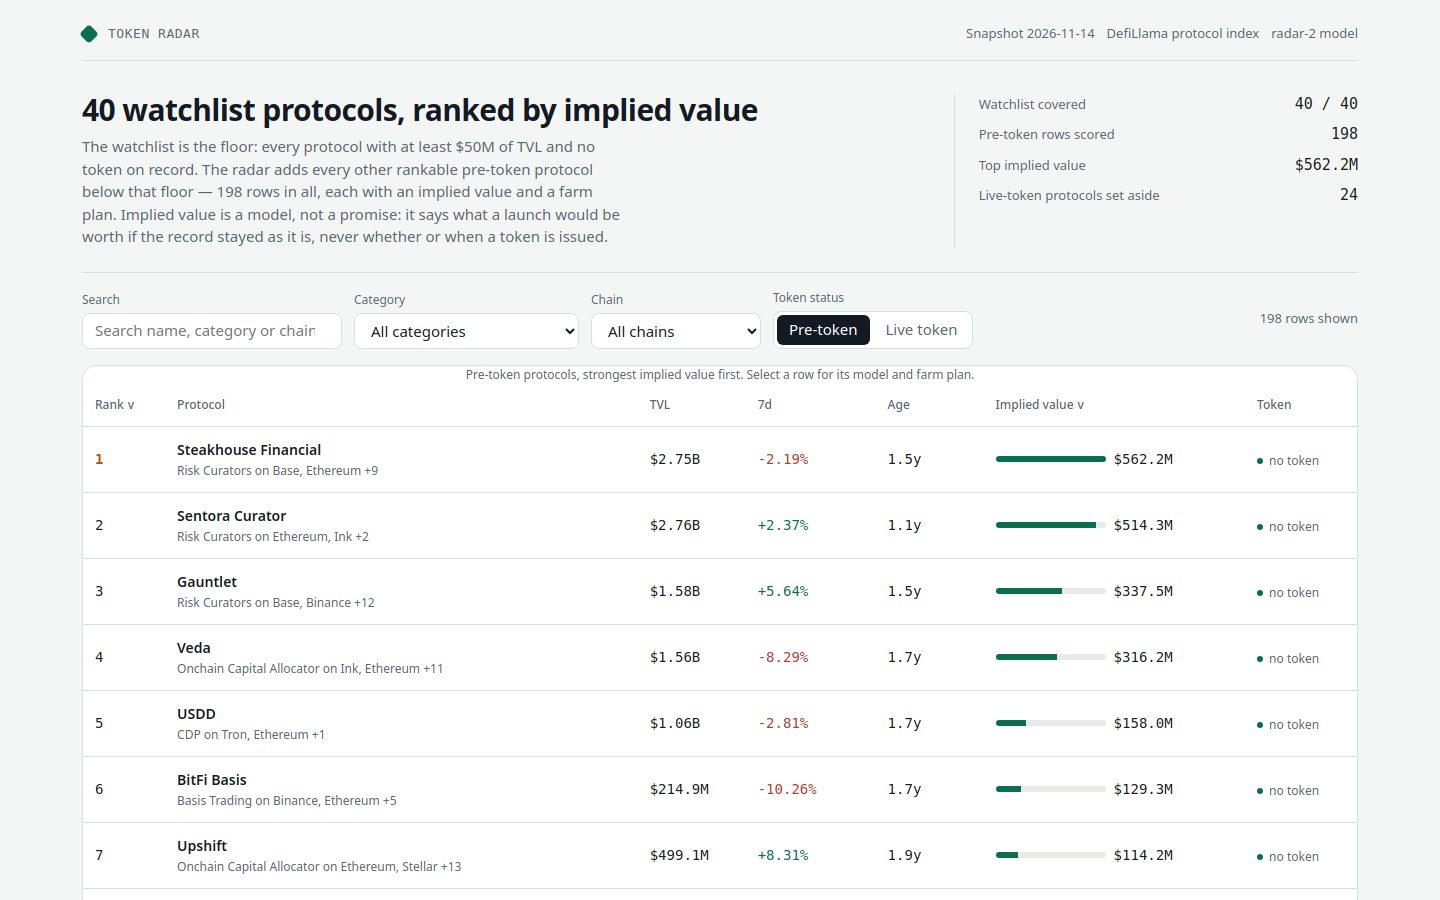 TOKEN RADAR
Snapshot 2026-11-14 DefiLlama protocol index radar-2 model
40 watchlist protocols, ranked by implied value
The watchlist is the floor: every protocol with at least $50M of TVL and no
token on record. The radar adds every other rankable pre-token protocol
below that floor — 198 rows in all, each with an implied value and a farm
plan. Implied value is a model, not a promise: it says what a launch would be
worth if the record stayed as it is, never whether or when a token is issued.
Watchlist covered 40 / 40
Pre-token rows scored 198
Top implied value $562.2M
Live-token protocols set aside 24
Search Category Chain Token status
Search name, category or chain All categories All chains Pre-token Live token
198 rows shown
Pre-token protocols, strongest implied value first. Select a row for its model and farm plan.
Rank v Protocol TVL 7d Age Implied value v Token
1 Steakhouse Financial $2.75B -2.19% 1.5y $562.2M no token
Risk Curators on Base, Ethereum +9
2 Sentora Curator $2.76B +2.37% 1.1y $514.3M no token
Risk Curators on Ethereum, Ink +2
3 Gauntlet $1.58B +5.64% 1.5y $337.5M no token
Risk Curators on Base, Binance +12
4 Veda $1.56B -8.29% 1.7y $316.2M no token
Onchain Capital Allocator on Ink, Ethereum +11
5 USDD $1.06B -2.81% 1.7y $158.0M no token
CDP on Tron, Ethereum +1
6 BitFi Basis $214.9M -10.26% 1.7y $129.3M no token
Basis Trading on Binance, Ethereum +5
7 Upshift $499.1M +8.31% 1.9y $114.2M no token
Onchain Capital Allocator on Ethereum, Stellar +13